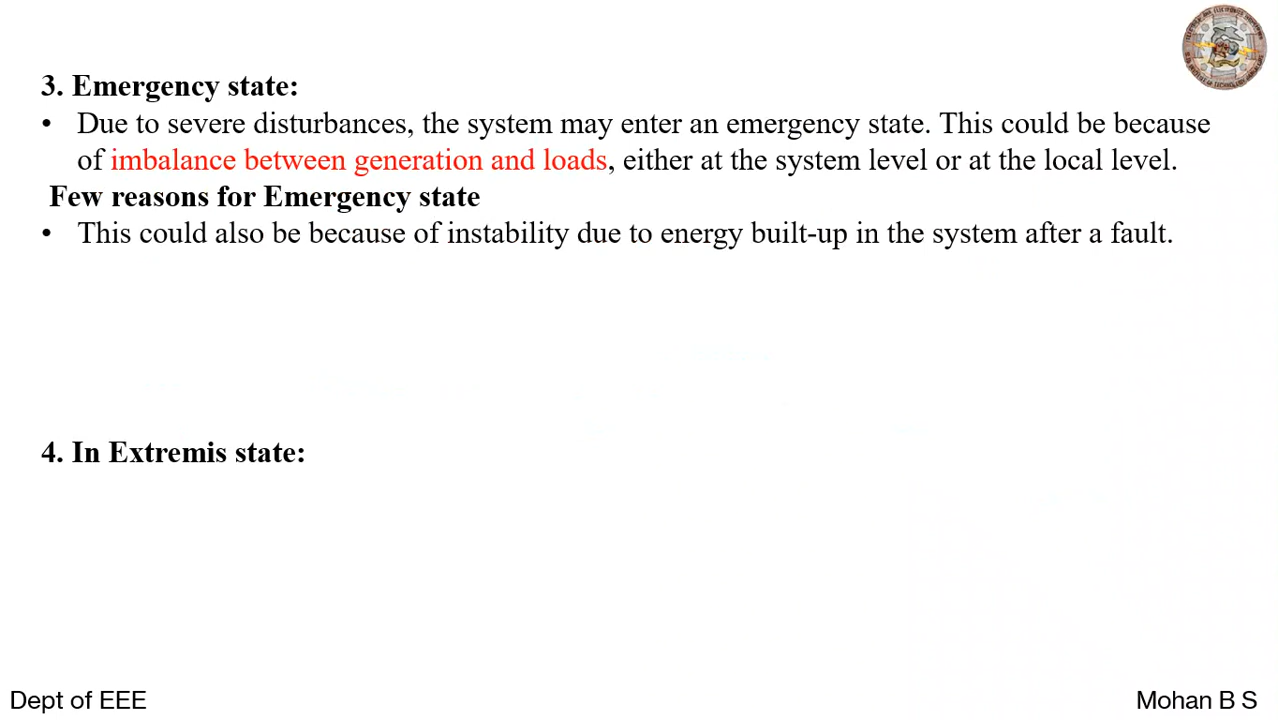 3. Emergency state:
• Due to severe disturbances, the system may enter an emergency state. This could be because
of imbalance between generation and loads, either at the system level or at the local level.
Few reasons for Emergency state
• This could also be because of instability due to energy built-up in the system after a fault.
4. In Extremis state:
Dept of EEE
Mohan B S